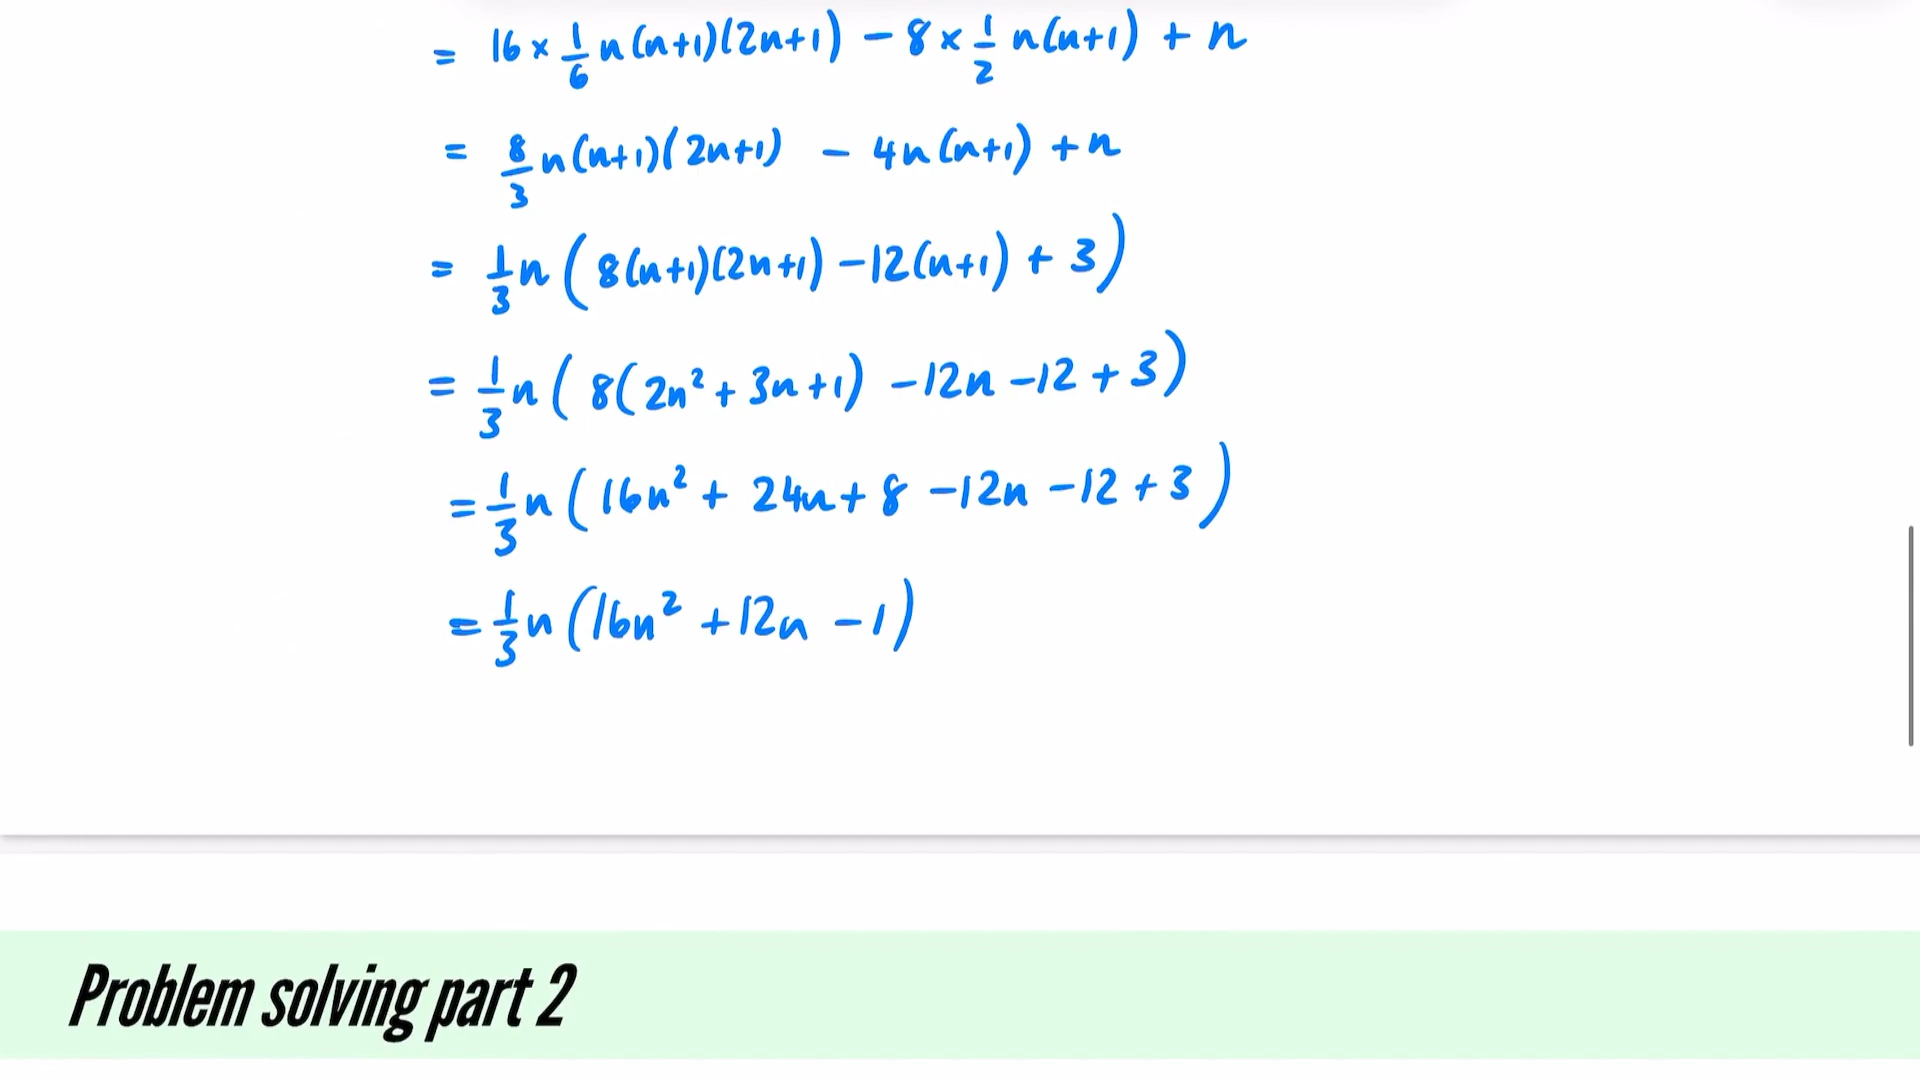 = 16 × 1/6 n(n+1)(2n+1) − 8 × 1/2 n(n+1) + n
= 8/3 n(n+1)(2n+1) − 4n(n+1) + n
= 1/3 n ( 8(n+1)(2n+1) − 12(n+1) + 3 )
= 1/3 n ( 8(2n² + 3n + 1) − 12n − 12 + 3 )
= 1/3 n ( 16n² + 24n + 8 − 12n − 12 + 3 )
= 1/3 n (16n² + 12n − 1)
Problem solving part 2